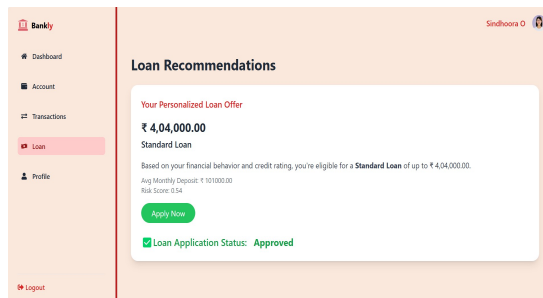 Bankly
Sindhoora O
Dashboard
Account
Transactions
Loan
Profile
Logout
Loan Recommendations
Your Personalized Loan Offer
₹ 4,04,000.00
Standard Loan
Based on your financial behavior and credit rating, you're eligible for a Standard Loan of up to ₹ 4,04,000.00.
Avg Monthly Deposit: ₹ 101000.00
Risk Score: 0.54
Apply Now
Loan Application Status: Approved